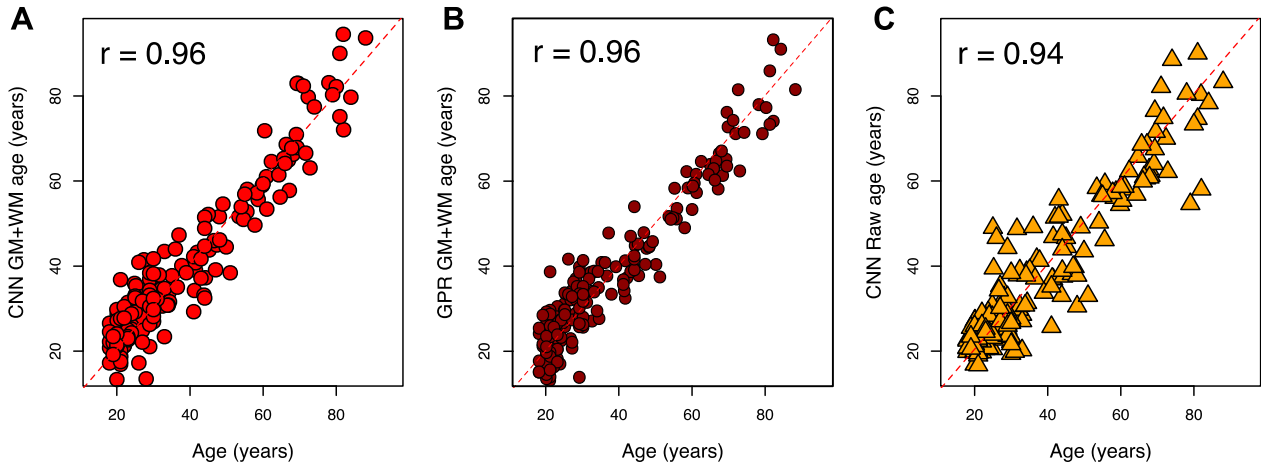 A
r = 0.96
CNN GM+WM age (years)
80
60
40
20
20 40 60 80
Age (years)
B
r = 0.96
GPR GM+WM age (years)
80
60
40
20
20 40 60 80
Age (years)
C
r = 0.94
CNN Raw age (years)
80
60
40
20
20 40 60 80
Age (years)